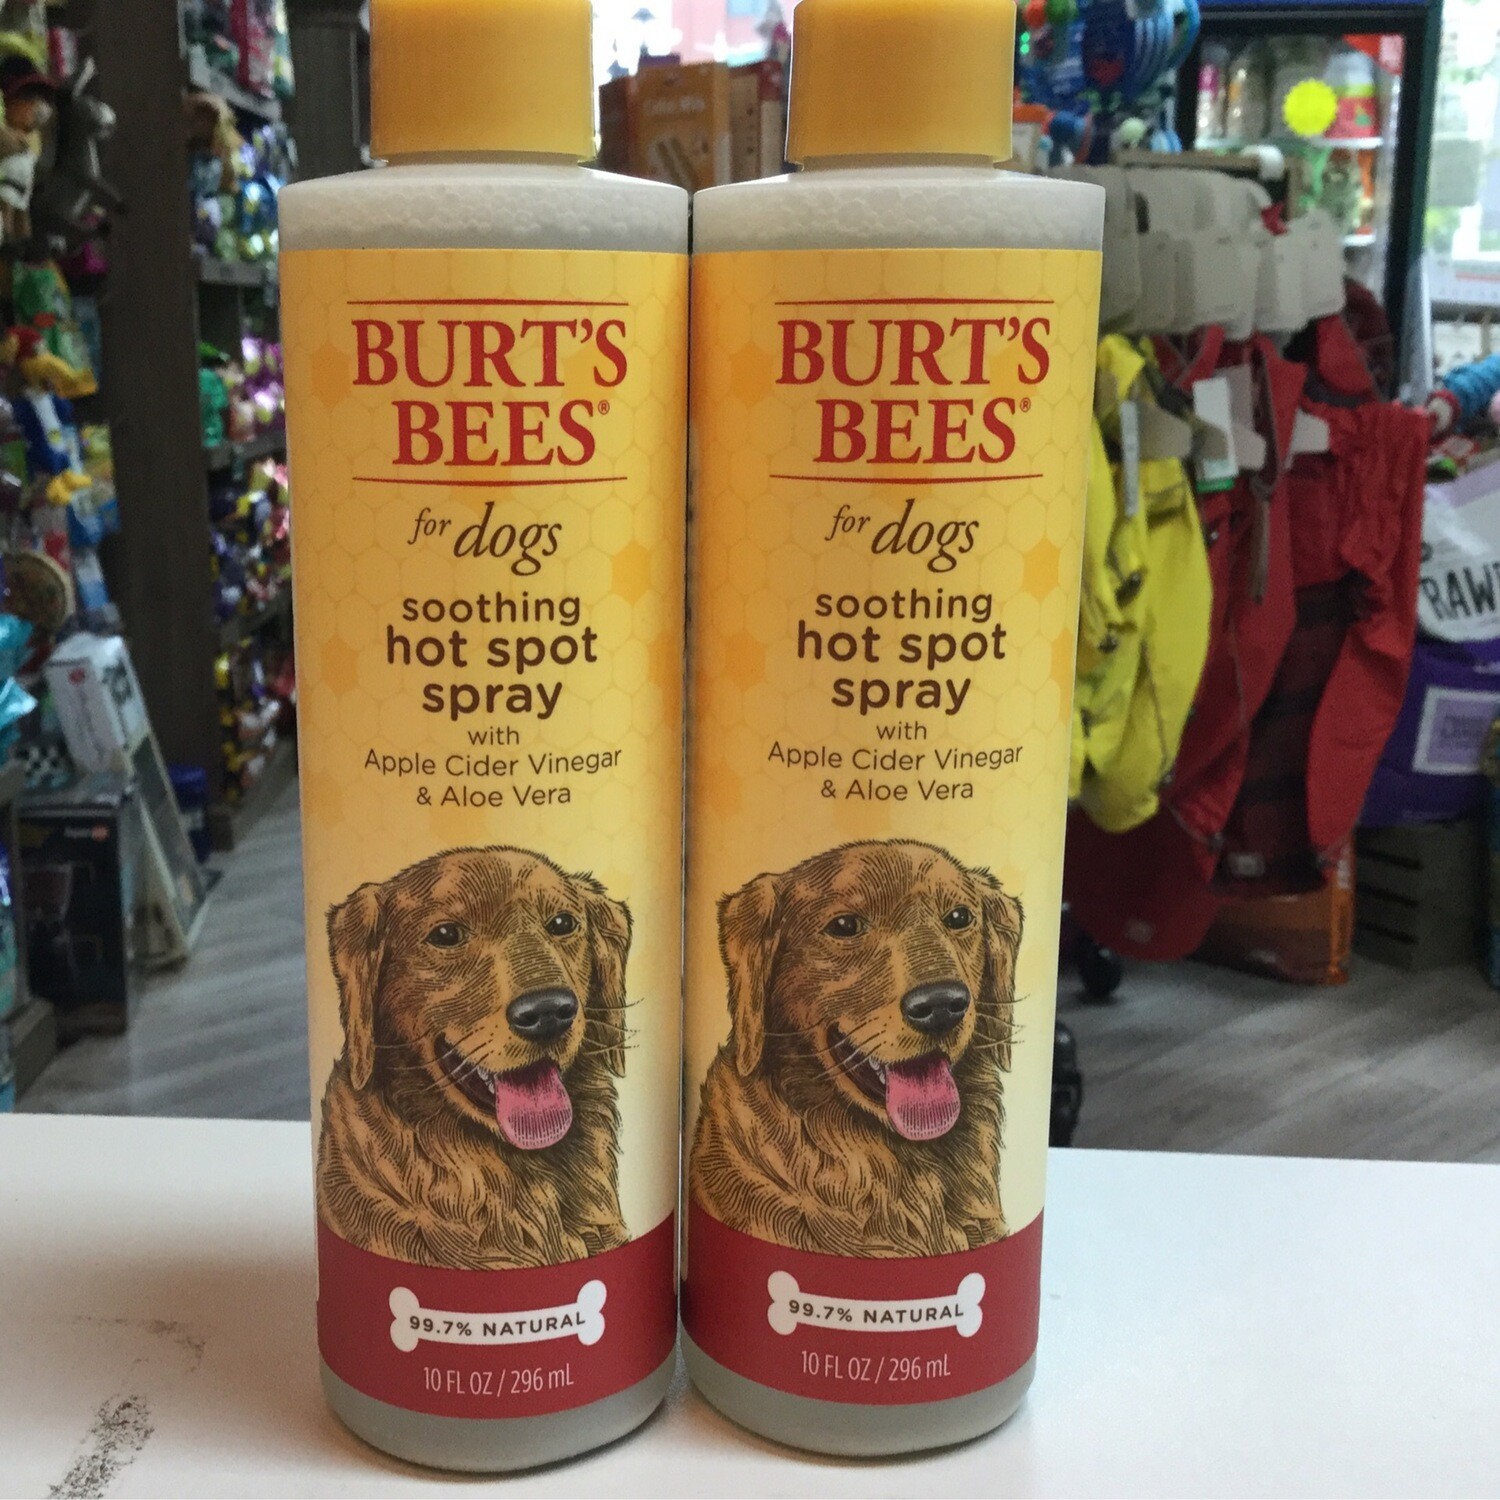 BURT'S
BEES®
for dogs
soothing
hot spot
spray
with
Apple Cider Vinegar
& Aloe Vera
99.7% NATURAL
10 FL OZ / 296 mL
BURT'S
BEES®
for dogs
soothing
hot spot
spray
with
Apple Cider Vinegar
& Aloe Vera
99.7% NATURAL
10 FL OZ / 296 mL